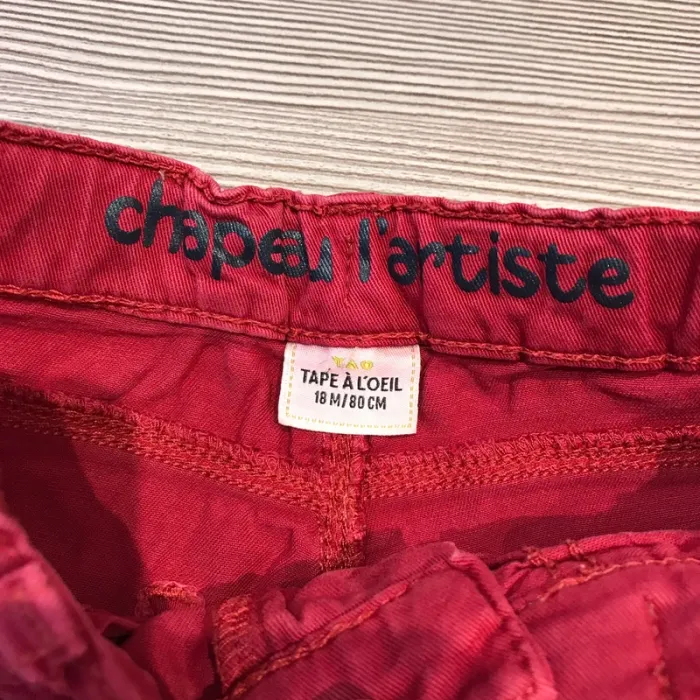 chapeau l'artiste
TAO
TAPE À L'OEIL
18 M/80 CM